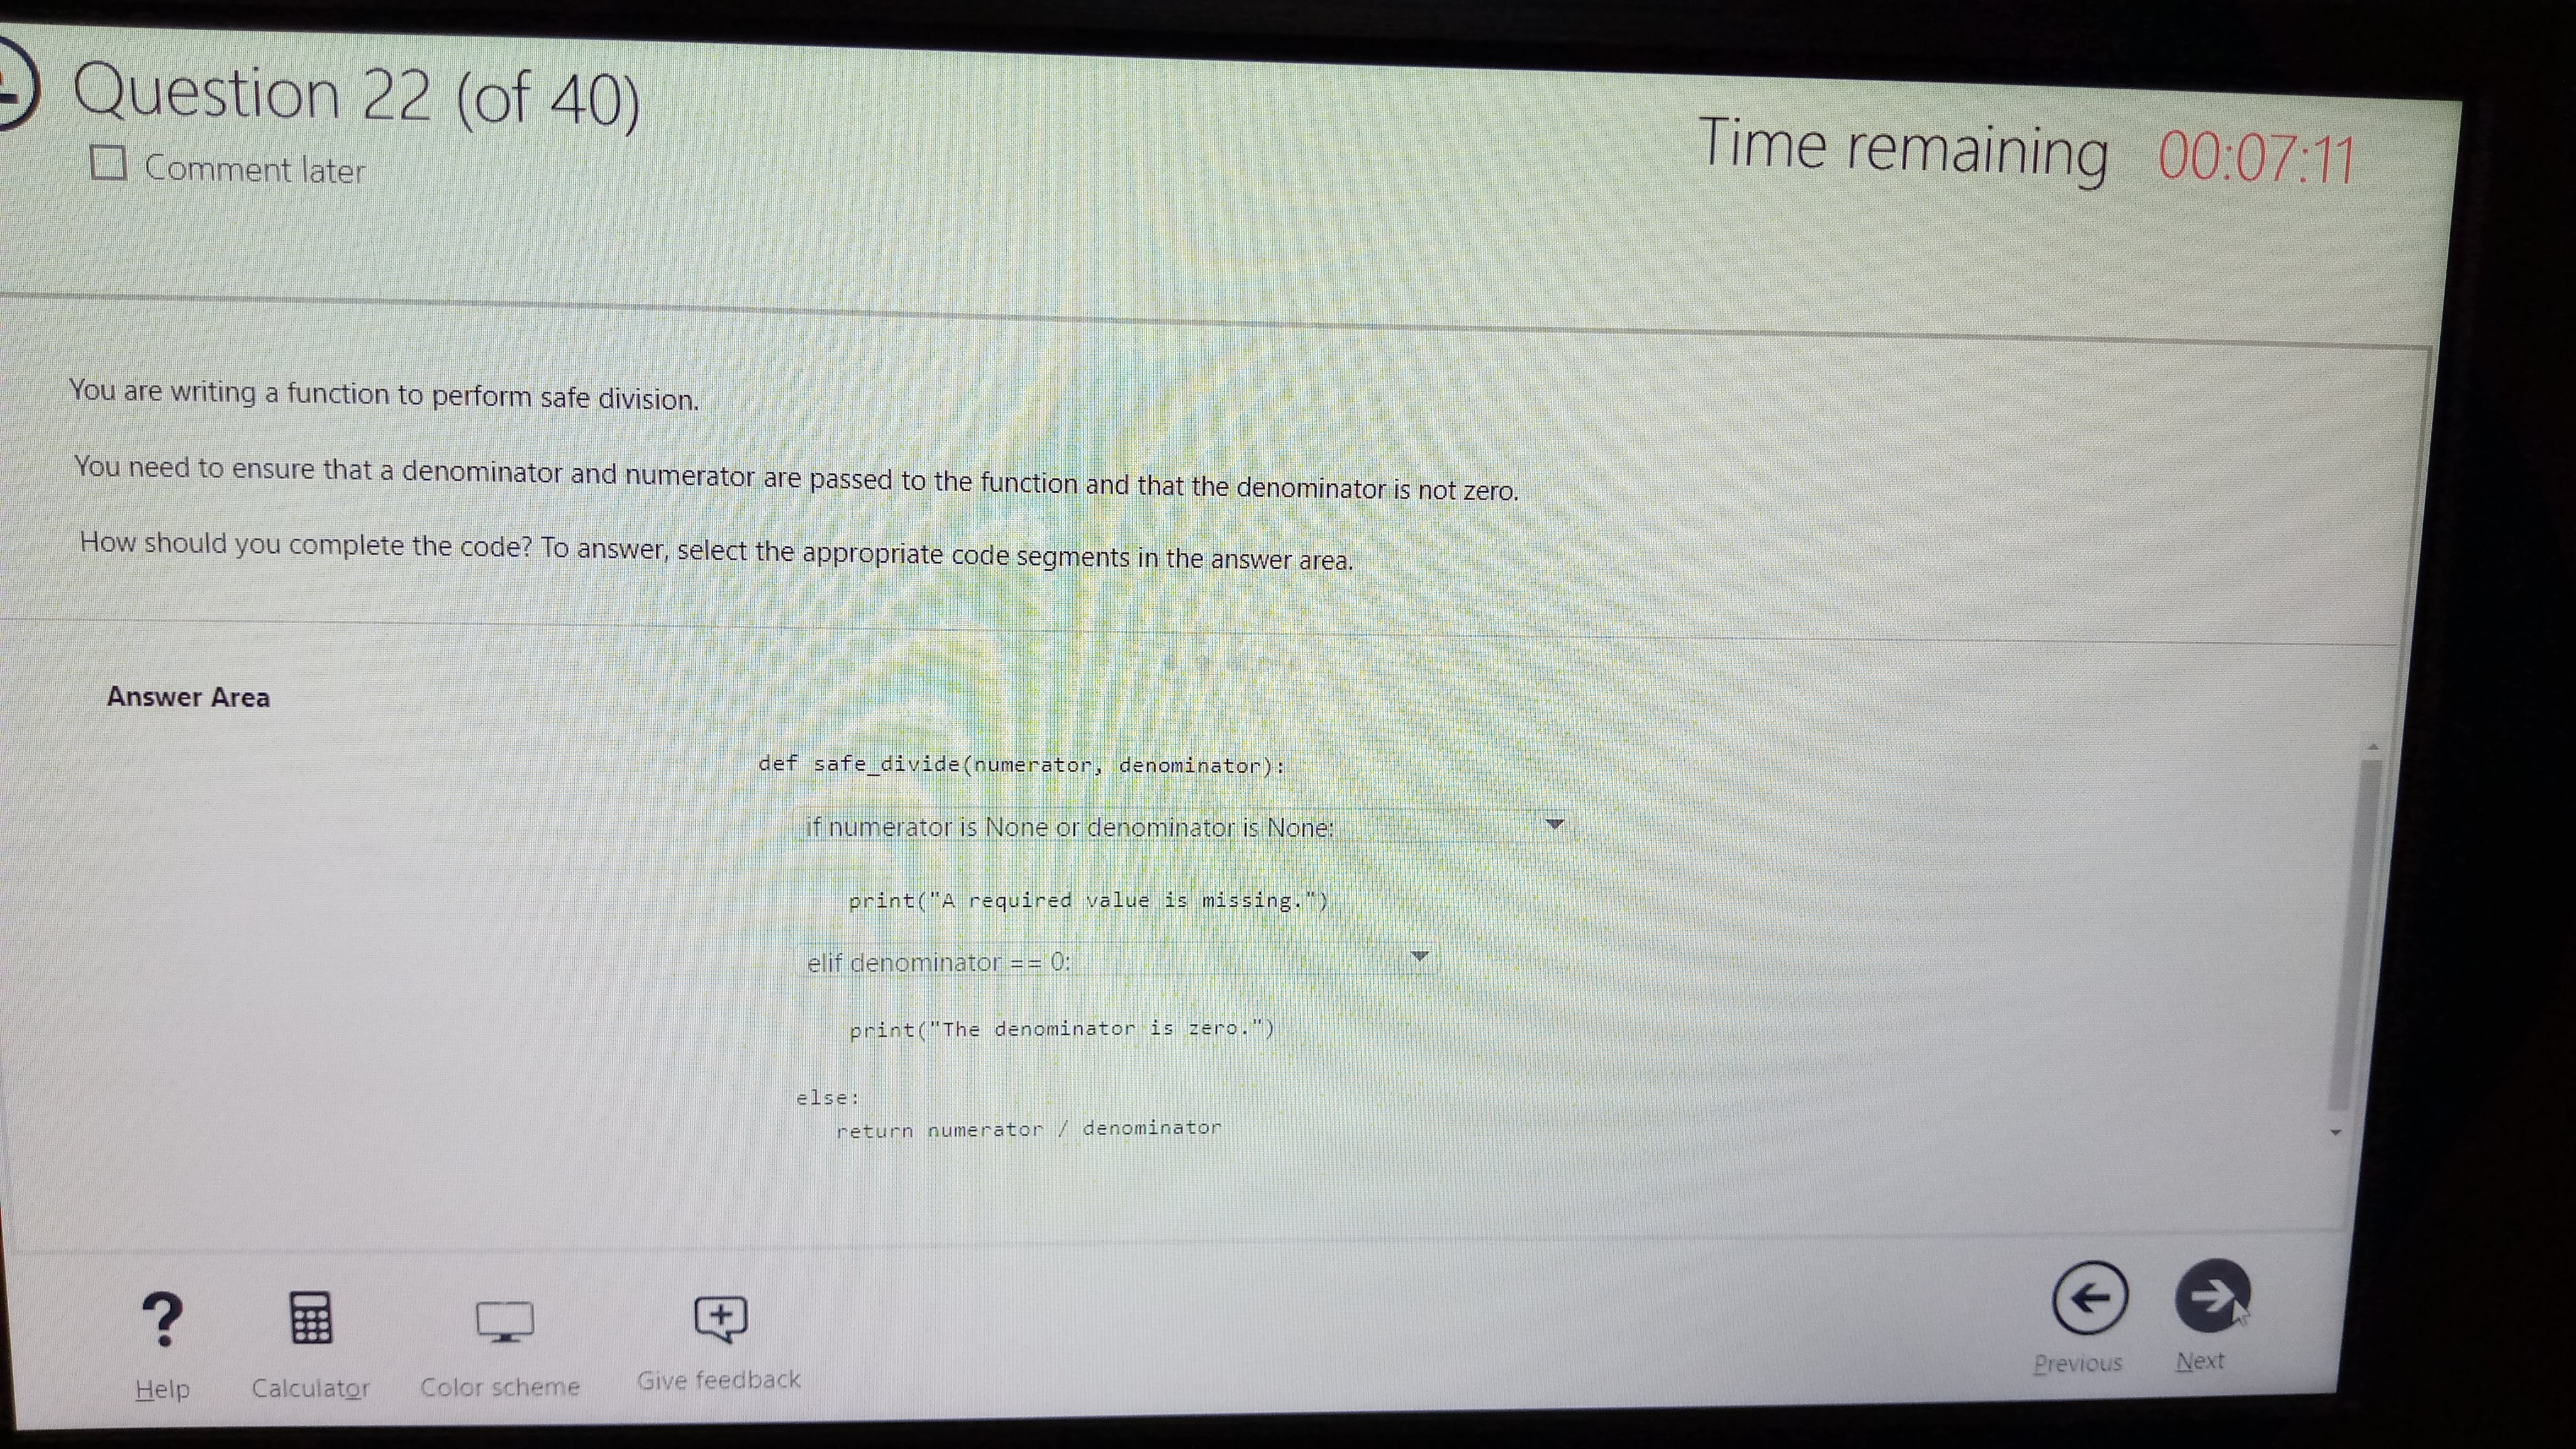 Question 22 (of 40)
Time remaining 00:07:11
Comment later
You are writing a function to perform safe division.
You need to ensure that a denominator and numerator are passed to the function and that the denominator is not zero.
How should you complete the code? To answer, select the appropriate code segments in the answer area.
Answer Area
def safe_divide(numerator, denominator):
if numerator is None or denominator is None:
print("A required value is missing.")
elif denominator == 0:
print("The denominator is zero.")
else:
return numerator / denominator
Help Calculator Color scheme Give feedback Previous Next